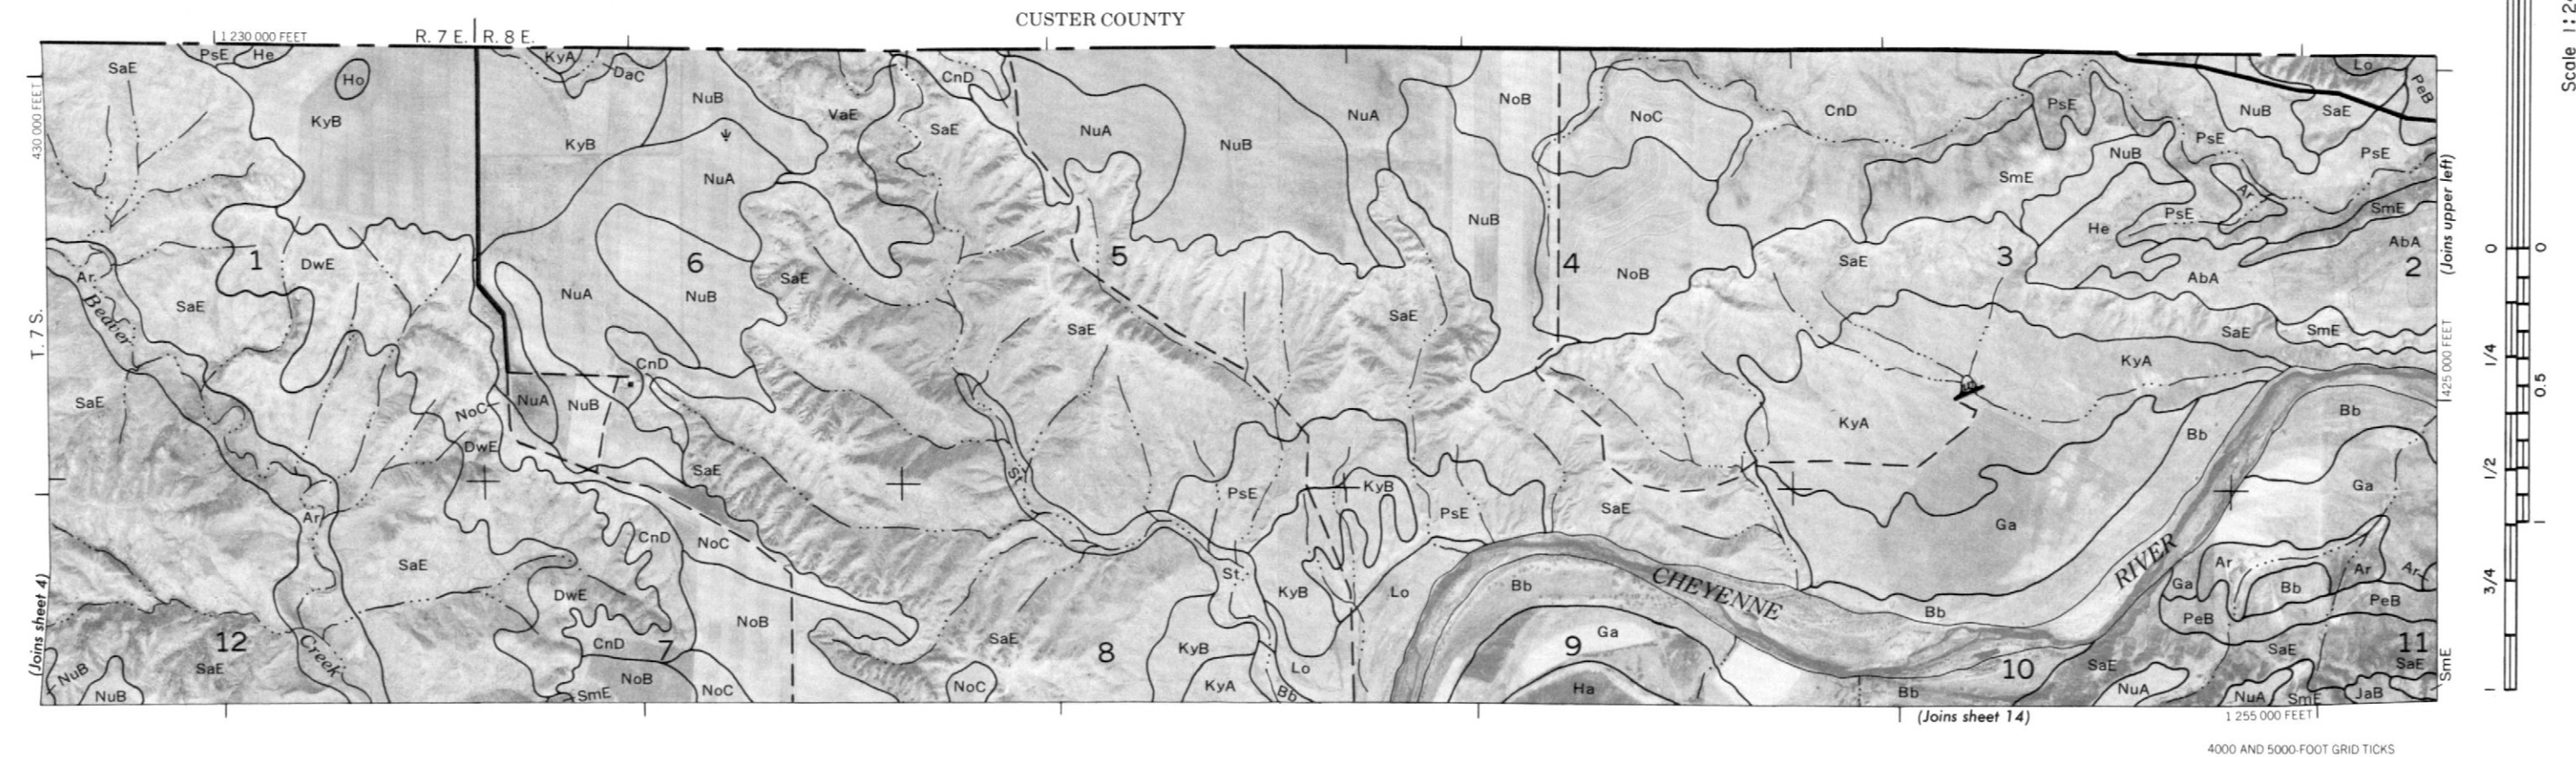 CUSTER COUNTY
1 230 000 FEET
R. 7 E. R. 8 E.
Scale
430 000 FEET
T. 7 S.
(Joins sheet 4)
(Joins upper left)
425 000 FEET
SaE PsE He Ho KyA DaC CnD Lo PeB
KyB NuB VaE SaE NuA NuA NoB NoC CnD PsE NuB SaE
KyB NuB PsE
NuA NuB SmE PsE
NuB He PsE Ar SmE
1 DwE 6 5 4 3 AbA
Ar SaE NoB SaE AbA 2
SaE NuA NuB
Beaver SaE SaE SaE SmE
CnD KyA
SaE NoC NuA NuB KyA Bb
DwE SaE St. Bb
PsE KyB PsE SaE Ga Ga
Ar CnD NoC
SaE St. CHEYENNE RIVER Ar Ar Ar
DwE KyB Lo Bb Ga Bb
NoB Bb PeB PeB
12 Creek CnD 7 SaE 8 KyB Ga 9 10 SaE SaE 11
NuB SaE NoB Lo SaE
NuB SmE NoC NoC KyA Bb Ha Bb NuA NuA SmE JaB
SmE
(Joins sheet 14)
1 255 000 FEET
4000 AND 5000-FOOT GRID TICKS
0 0
1/4
0.5
1/2
1
3/4
1